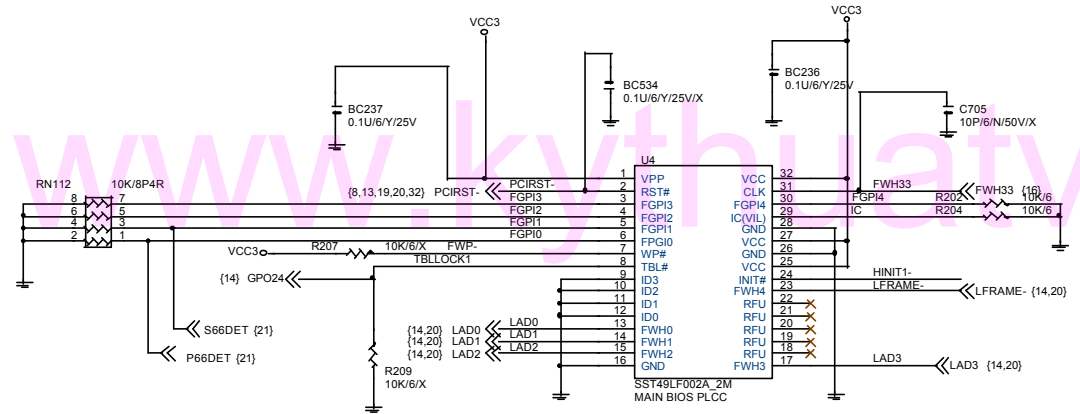 VCC3
VCC3
BC237
0.1U/6/Y/25V
BC534
0.1U/6/Y/25V/X
BC236
0.1U/6/Y/25V
C705
10P/6/N/50V/X
www.kythuatv
RN112
10K/8P4R
8
6
4
2
7
5
3
1
{8,13,19,20,32} PCIRST-
PCIRST-
FGPI3
FGPI2
FGPI1
FGPI0
VCC3
R207
10K/6/X
FWP-
TBLLOCK1
{14} GPO24
S66DET {21}
P66DET {21}
R209
10K/6/X
{14,20} LAD0
{14,20} LAD1
{14,20} LAD2
LAD0
LAD1
LAD2
U4
1 VPP
2 RST#
3 FGPI3
4 FGPI2
5 FGPI1
6 FPGI0
7 WP#
8 TBL#
9 ID3
10 ID2
11 ID1
12 ID0
13 FWH0
14 FWH1
15 FWH2
16 GND
VCC 32
CLK 31
FGPI4 30
IC(VIL) 29
GND 28
VCC 27
GND 26
VCC 25
INIT# 24
FWH4 23
RFU 22
RFU 21
RFU 20
RFU 19
RFU 18
FWH3 17
SST49LF002A_2M
MAIN BIOS PLCC
FWH33
FWH33 {16}
FGPI4
R202
10K/6
IC
R204
10K/6
HINIT1-
LFRAME-
LFRAME- {14,20}
LAD3
LAD3 {14,20}